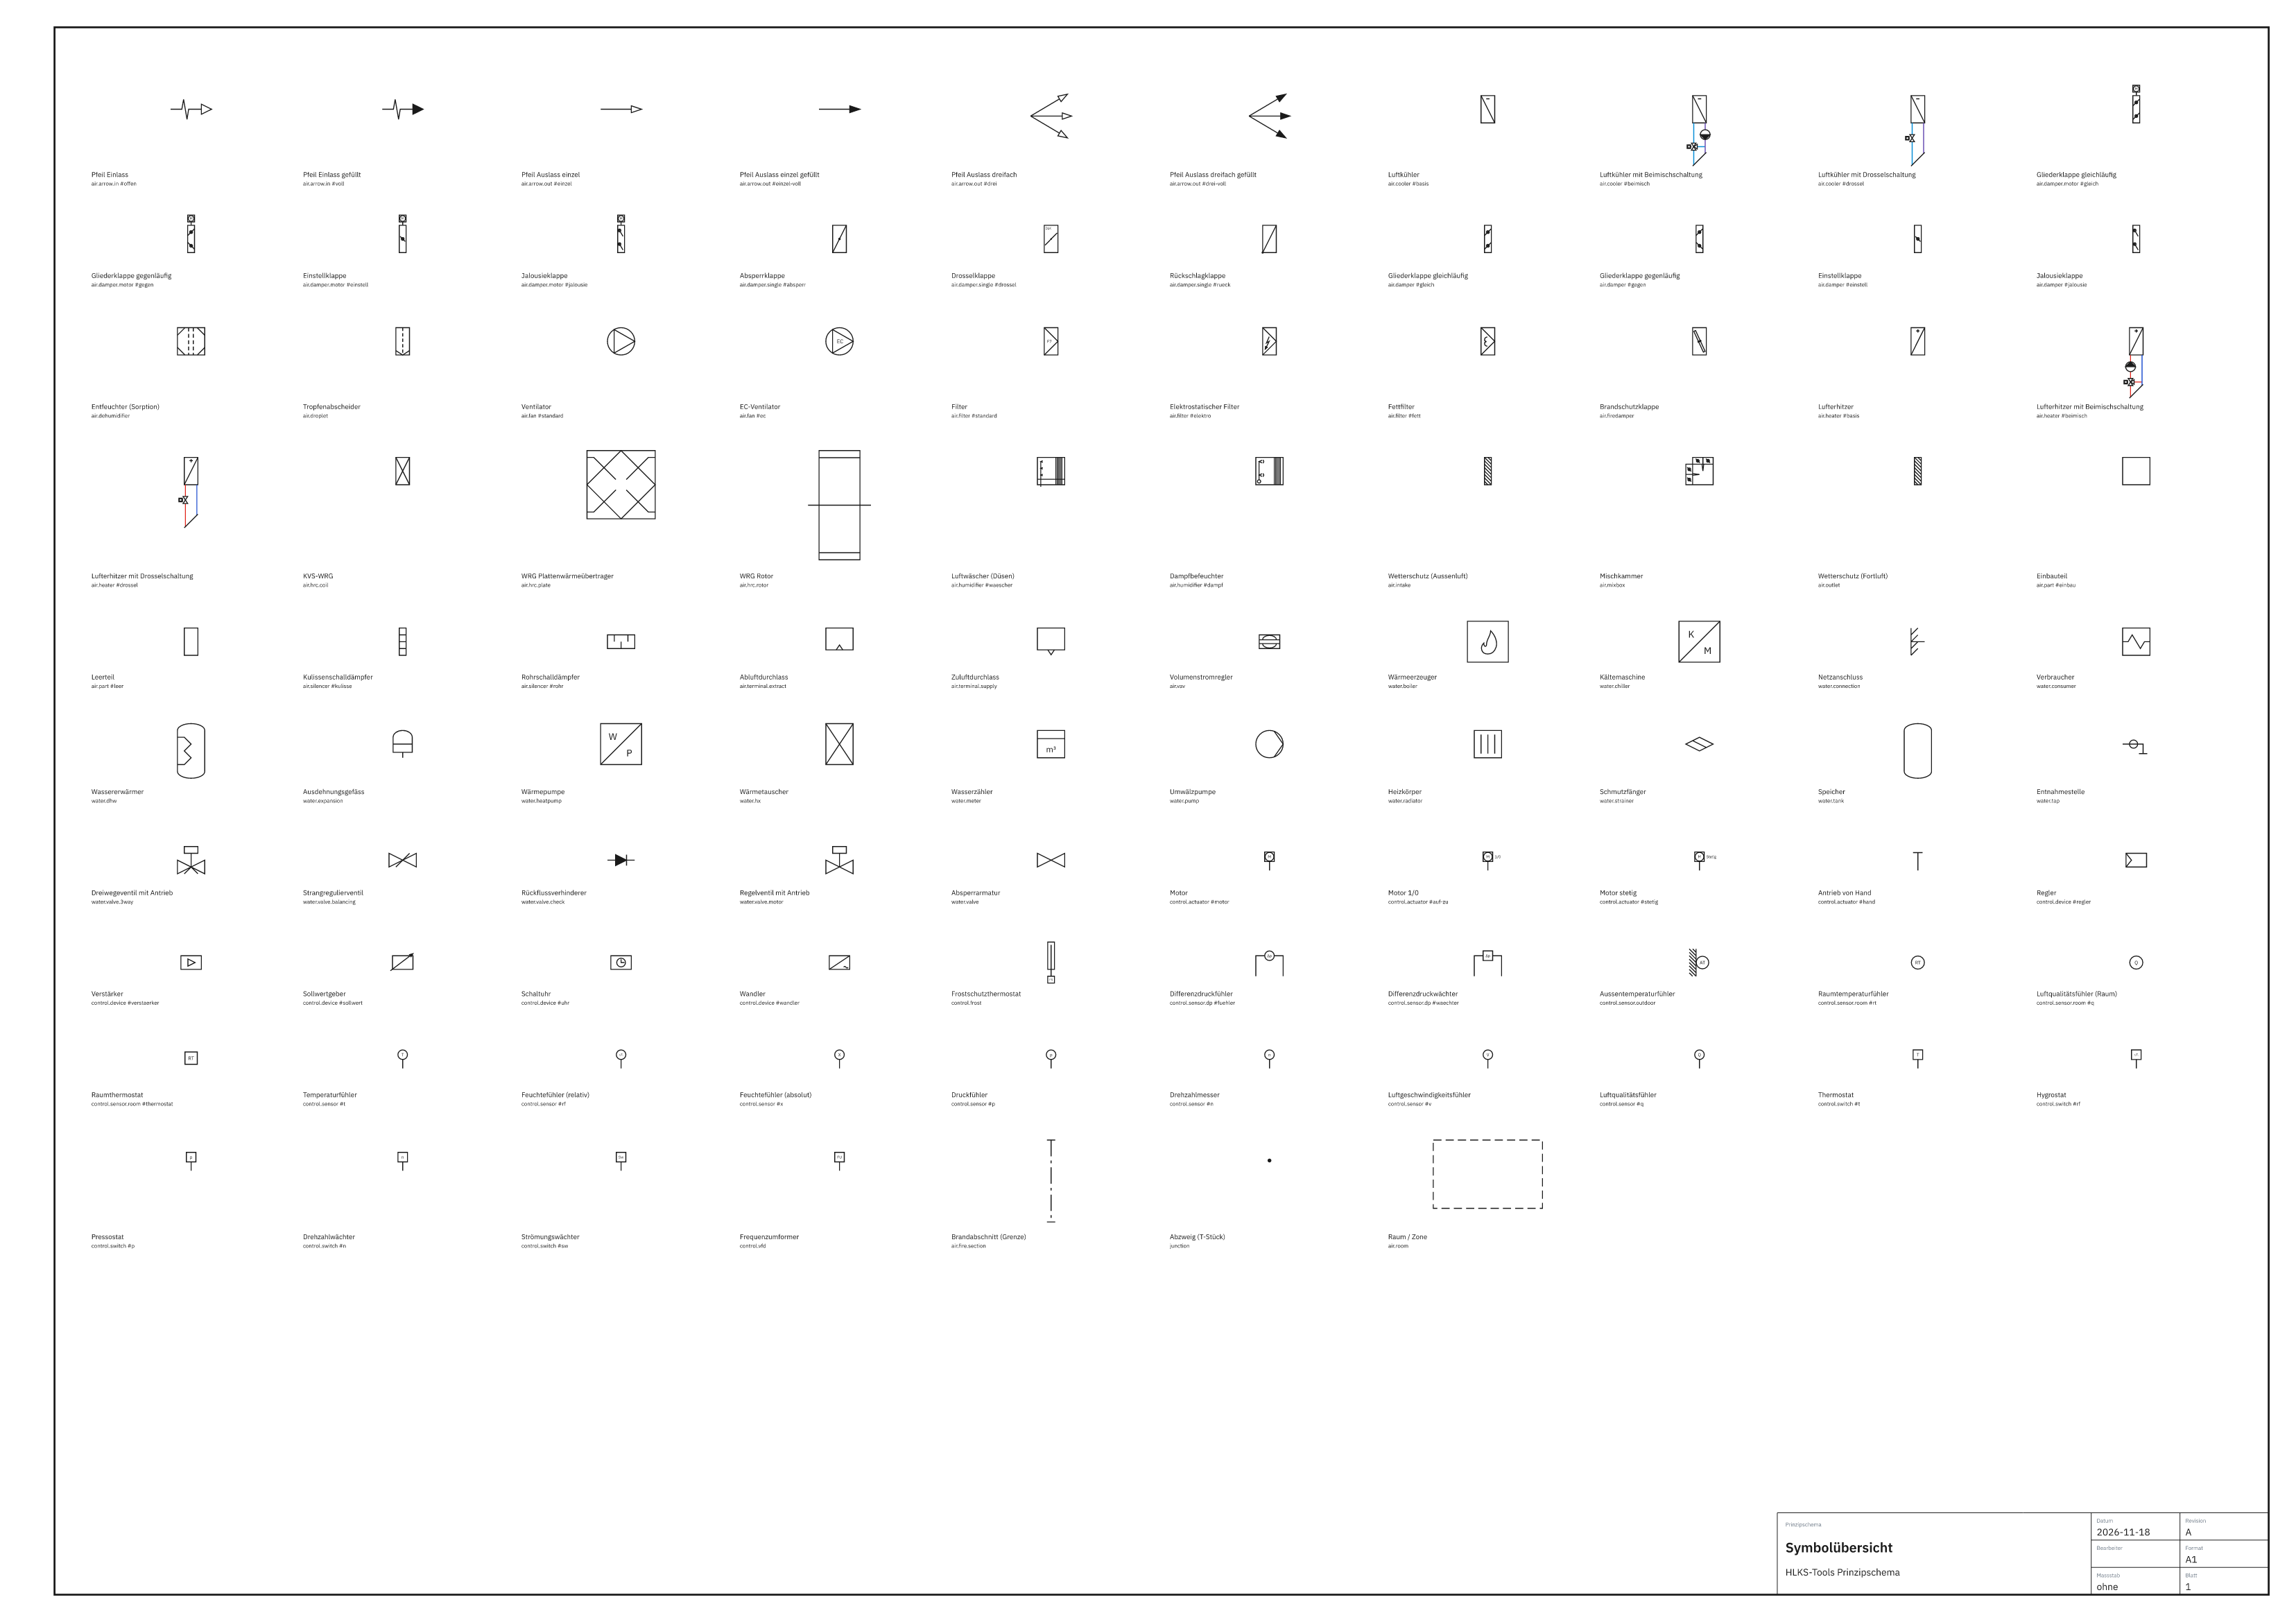 Pfeil Einlass
air.arrow.in #offen
Pfeil Einlass gefüllt
air.arrow.in #voll
Pfeil Auslass einzel
air.arrow.out #einzel
Pfeil Auslass einzel gefüllt
air.arrow.out #einzel-voll
Pfeil Auslass dreifach
air.arrow.out #drei
Pfeil Auslass dreifach gefüllt
air.arrow.out #drei-voll
Luftkühler
air.cooler #basis
Luftkühler mit Beimischschaltung
air.cooler #beimisch
Luftkühler mit Drosselschaltung
air.cooler #drossel
Gliederklappe gleichläufig
air.damper.motor #gleich
Gliederklappe gegenläufig
air.damper.motor #gegen
Einstellklappe
air.damper.motor #einstell
Jalousieklappe
air.damper.motor #jalousie
Absperrklappe
air.damper.single #absperr
Drosselklappe
air.damper.single #drossel
Rückschlagklappe
air.damper.single #rueck
Gliederklappe gleichläufig
air.damper #gleich
Gliederklappe gegenläufig
air.damper #gegen
Einstellklappe
air.damper #einstell
Jalousieklappe
air.damper #jalousie
EC
Entfeuchter (Sorption)
air.dehumidifier
Tropfenabscheider
air.droplet
Ventilator
air.fan #standard
EC-Ventilator
air.fan #ec
Filter
air.filter #standard
Elektrostatischer Filter
air.filter #elektro
Fettfilter
air.filter #fett
Brandschutzklappe
air.firedamper
Lufterhitzer
air.heater #basis
Lufterhitzer mit Beimischschaltung
air.heater #beimisch
Lufterhitzer mit Drosselschaltung
air.heater #drossel
KVS-WRG
air.hrc.coil
WRG Plattenwärmeübertrager
air.hrc.plate
WRG Rotor
air.hrc.rotor
Luftwäscher (Düsen)
air.humidifier #waescher
Dampfbefeuchter
air.humidifier #dampf
Wetterschutz (Aussenluft)
air.intake
Mischkammer
air.mixbox
Wetterschutz (Fortluft)
air.outlet
Einbauteil
air.part #einbau
K
M
Leerteil
air.part #leer
Kulissenschalldämpfer
air.silencer #kulisse
Rohrschalldämpfer
air.silencer #rohr
Abluftdurchlass
air.terminal.extract
Zuluftdurchlass
air.terminal.supply
Volumenstromregler
air.vav
Wärmeerzeuger
water.boiler
Kältemaschine
water.chiller
Netzanschluss
water.connection
Verbraucher
water.consumer
W
P
m³
Wassererwärmer
water.dhw
Ausdehnungsgefäss
water.expansion
Wärmepumpe
water.heatpump
Wärmetauscher
water.hx
Wasserzähler
water.meter
Umwälzpumpe
water.pump
Heizkörper
water.radiator
Schmutzfänger
water.strainer
Speicher
water.tank
Entnahmestelle
water.tap
M
M 1/0
M Stetig
Dreiwegeventil mit Antrieb
water.valve.3way
Strangregulierventil
water.valve.balancing
Rückflussverhinderer
water.valve.check
Regelventil mit Antrieb
water.valve.motor
Absperrarmatur
water.valve
Motor
control.actuator #motor
Motor 1/0
control.actuator #auf-zu
Motor stetig
control.actuator #stetig
Antrieb von Hand
control.actuator #hand
Regler
control.device #regler
AT
RT
Q
Verstärker
control.device #verstaerker
Sollwertgeber
control.device #sollwert
Schaltuhr
control.device #uhr
Wandler
control.device #wandler
Frostschutzthermostat
control.frost
Differenzdruckfühler
control.sensor.dp #fuehler
Differenzdruckwächter
control.sensor.dp #waechter
Aussentemperaturfühler
control.sensor.outdoor
Raumtemperaturfühler
control.sensor.room #rt
Luftqualitätsfühler (Raum)
control.sensor.room #q
RT
Raumthermostat
control.sensor.room #thermostat
Temperaturfühler
control.sensor #t
Feuchtefühler (relativ)
control.sensor #rf
Feuchtefühler (absolut)
control.sensor #x
Druckfühler
control.sensor #p
Drehzahlmesser
control.sensor #n
Luftgeschwindigkeitsfühler
control.sensor #v
Luftqualitätsfühler
control.sensor #q
Thermostat
control.switch #t
Hygrostat
control.switch #rf
Pressostat
control.switch #p
Drehzahlwächter
control.switch #n
Strömungswächter
control.switch #sw
Frequenzumformer
control.vfd
Brandabschnitt (Grenze)
air.fire.section
Abzweig (T-Stück)
junction
Raum / Zone
air.room
Prinzipschema
Symbolübersicht
HLKS-Tools Prinzipschema
Datum
2026-11-18
Revision
A
Bearbeiter
Format
A1
Massstab
ohne
Blatt
1